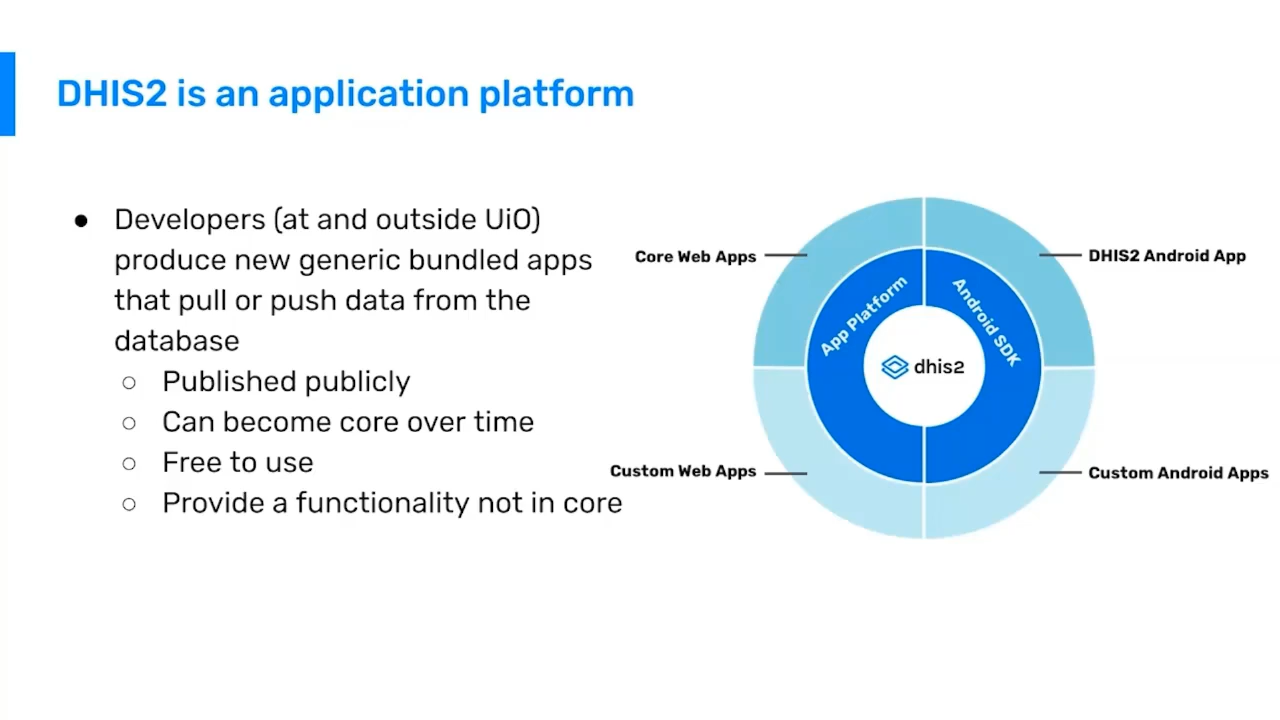 DHIS2 is an application platform
● Developers (at and outside UiO)
produce new generic bundled apps
that pull or push data from the
database
○ Published publicly
○ Can become core over time
○ Free to use
○ Provide a functionality not in core
Core Web Apps
DHIS2 Android App
App Platform
Android SDK
dhis2
Custom Web Apps
Custom Android Apps